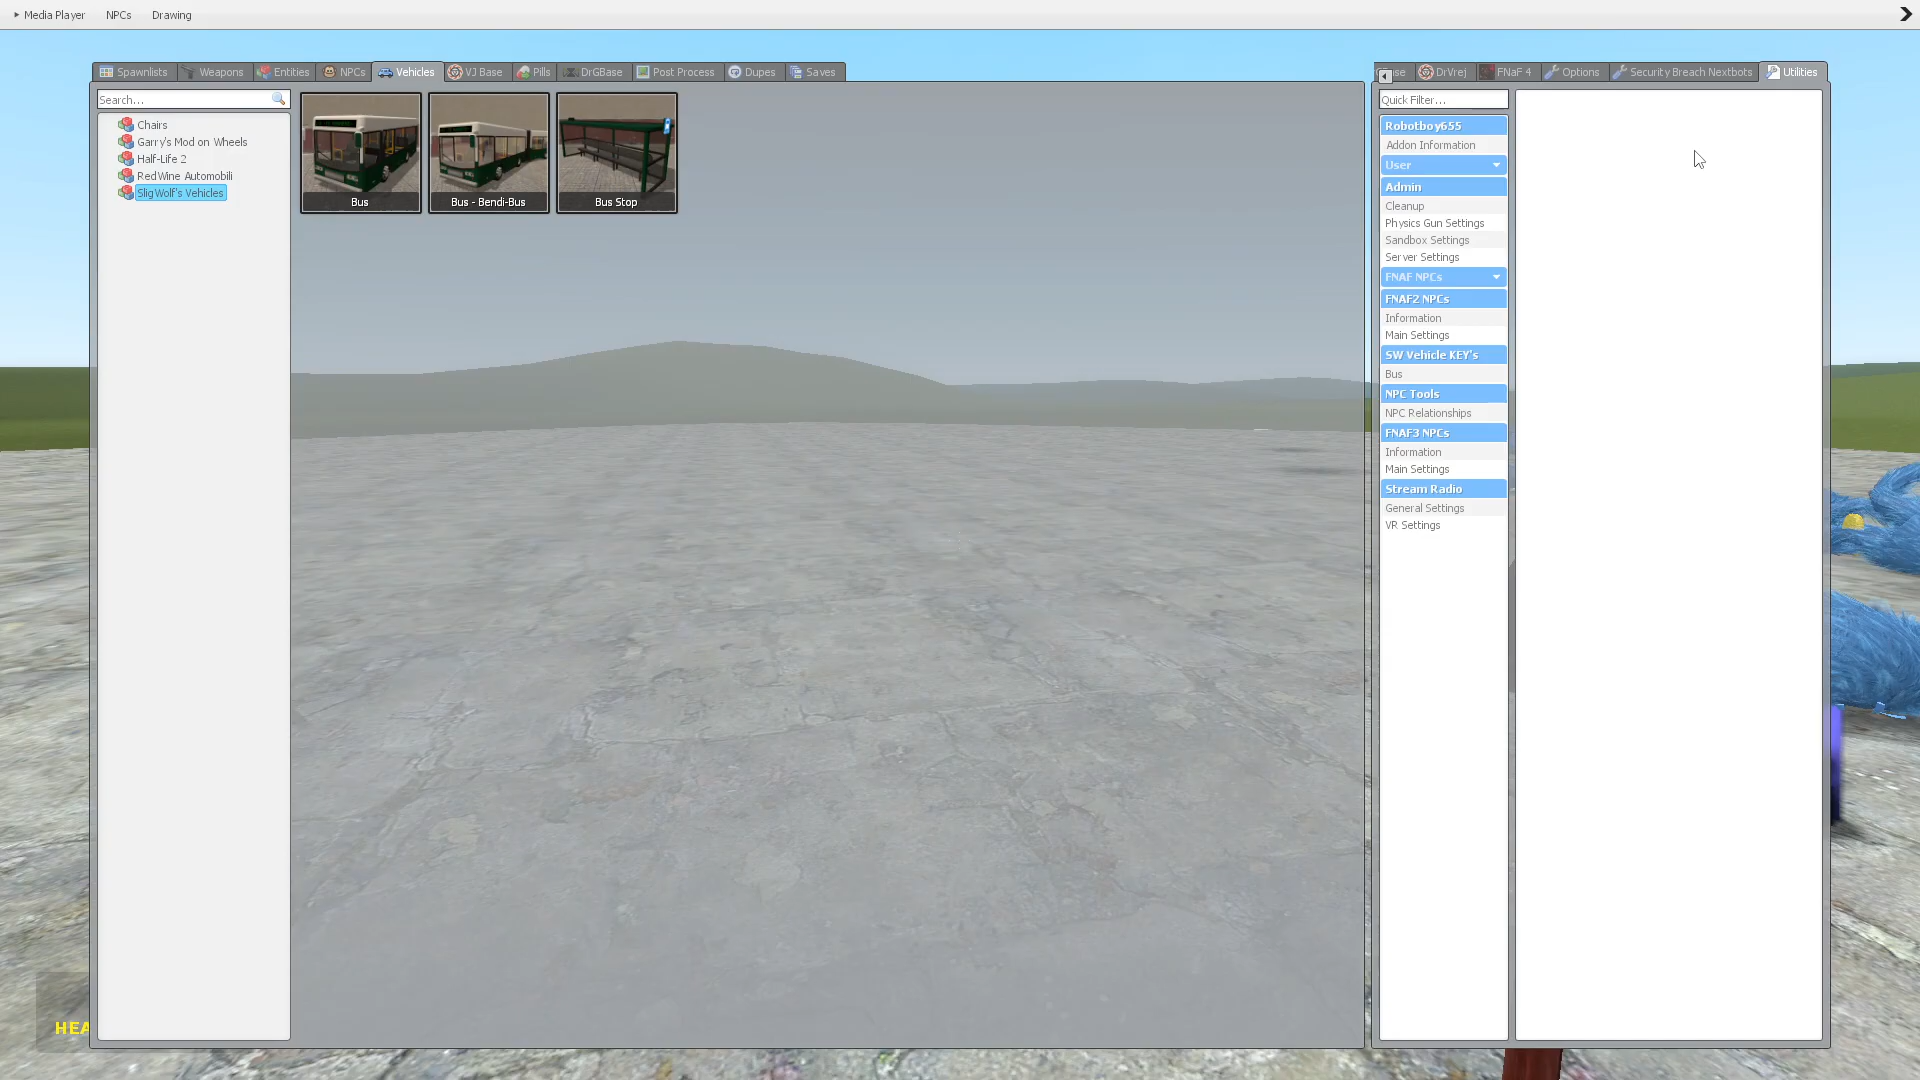 Media Player NPCs Drawing
Spawnlists Weapons Entities NPCs Vehicles VJ Base Pills DrGBase Post Process Dupes Saves
DrVrej FNaF 4 Options Security Breach Nextbots Utilities
Search...
Chairs
Garry's Mod on Wheels
Half-Life 2
RedWine Automobili
SligWolf's Vehicles
Bus
Bus - Bendi-Bus
Bus Stop
Quick Filter...
Robotboy655
Addon Information
User
Admin
Cleanup
Physics Gun Settings
Sandbox Settings
Server Settings
FNAF NPCs
FNAF2 NPCs
Information
Main Settings
SW Vehicle KEY's
Bus
NPC Tools
NPC Relationships
FNAF3 NPCs
Information
Main Settings
Stream Radio
General Settings
VR Settings
HEA